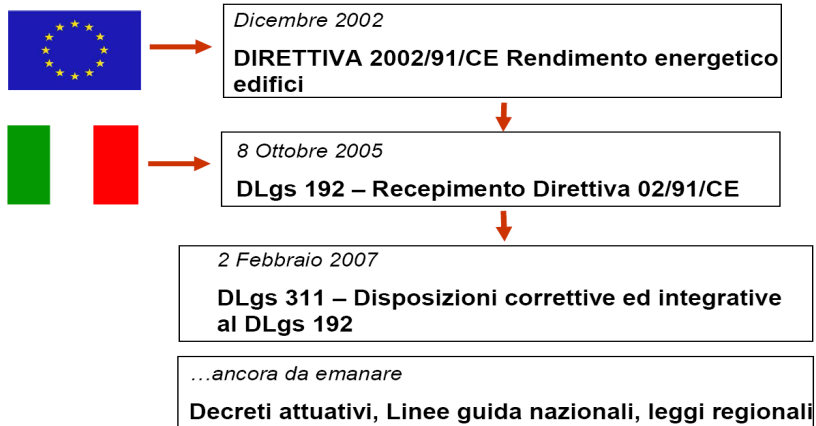 Dicembre 2002
DIRETTIVA 2002/91/CE Rendimento energetico
edifici
8 Ottobre 2005
DLgs 192 – Recepimento Direttiva 02/91/CE
2 Febbraio 2007
DLgs 311 – Disposizioni correttive ed integrative
al DLgs 192
…ancora da emanare
Decreti attuativi, Linee guida nazionali, leggi regionali